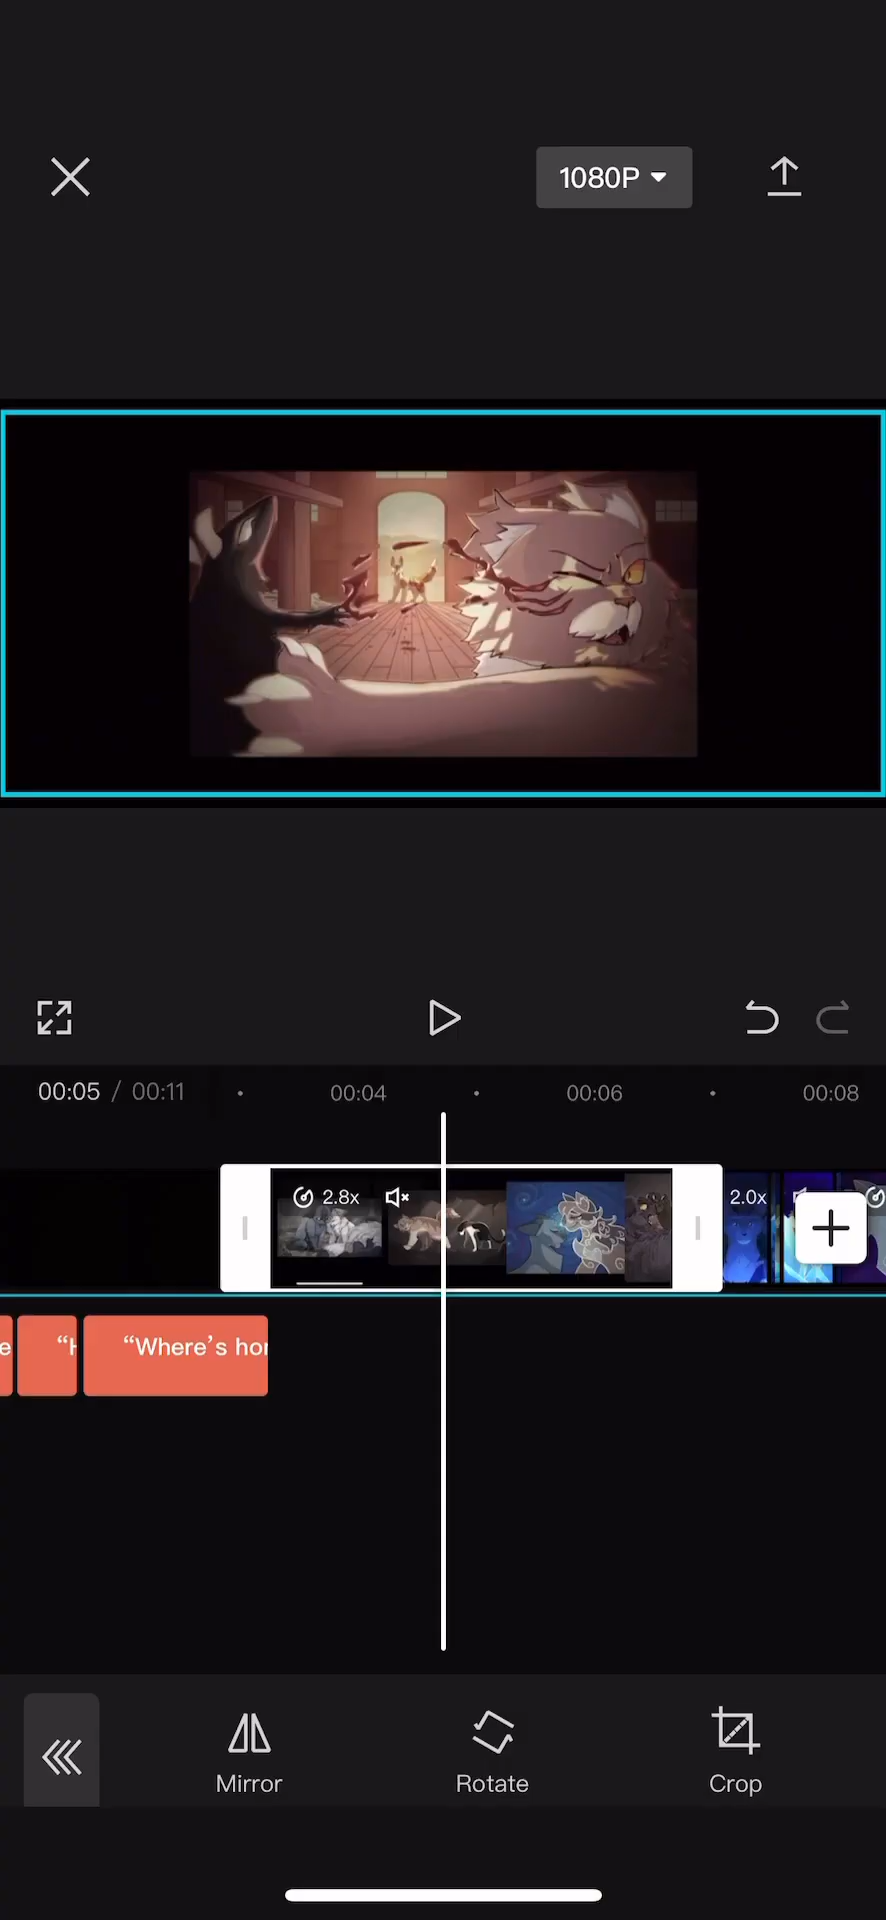 1080P
00:05 / 00:11
00:04
00:06
00:08
2.8x
2.0x
e
“H
“Where’s hor
Mirror
Rotate
Crop